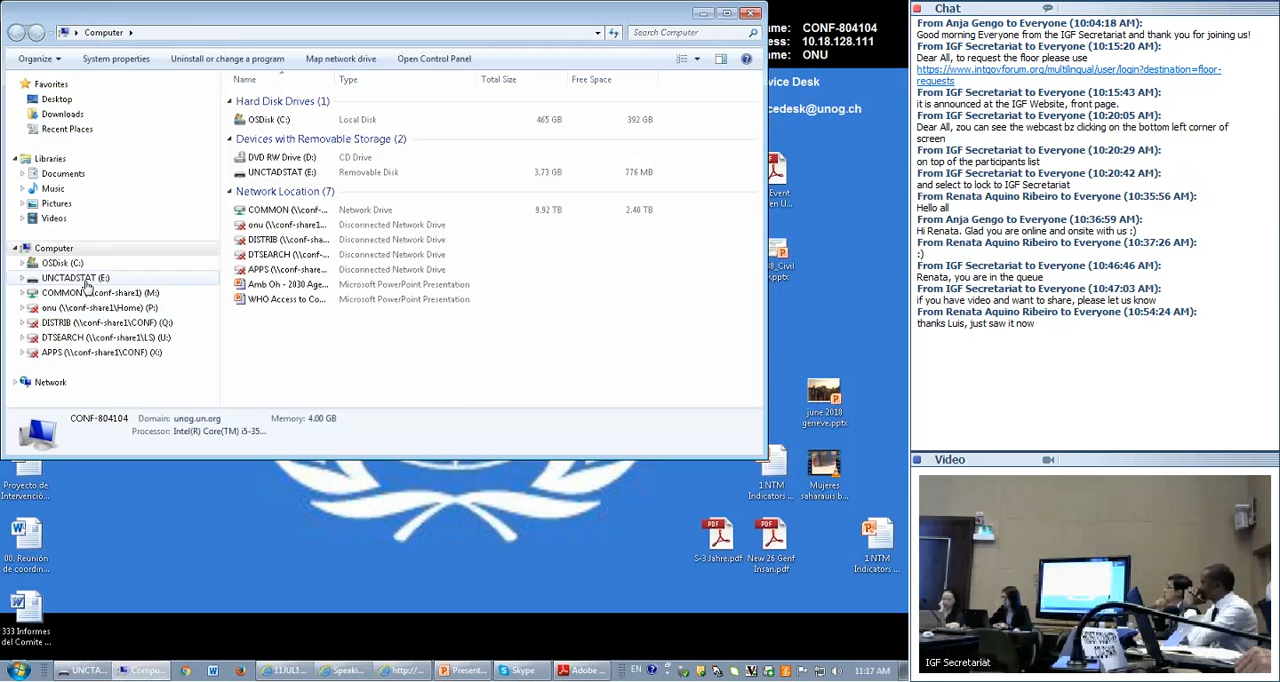 Computer
Search Computer
Organize
System properties
Uninstall or change a program
Map network drive
Open Control Panel
Favorites
Desktop
Downloads
Recent Places
Libraries
Documents
Music
Pictures
Videos
Computer
OSDisk (C:)
UNCTADSTAT (E:)
COMMON (\\conf-share1) (M:)
onu (\\conf-share1\Home) (P:)
DISTRIB (\\conf-share1\CONF) (Q:)
DTSEARCH (\\conf-share1\LS) (U:)
APPS (\\conf-share1\CONF) (X:)
Network
Name Type Total Size Free Space
Hard Disk Drives (1)
OSDisk (C:) Local Disk 465 GB 392 GB
Devices with Removable Storage (2)
DVD RW Drive (D:) CD Drive
UNCTADSTAT (E:) Removable Disk 3.73 GB 776 MB
Network Location (7)
COMMON (\\conf-... Network Drive 9.92 TB 2.40 TB
onu (\\conf-share1... Disconnected Network Drive
DISTRIB (\\conf-sha... Disconnected Network Drive
DTSEARCH (\\conf-... Disconnected Network Drive
APPS (\\conf-share... Disconnected Network Drive
Amb Oh - 2030 Age... Microsoft PowerPoint Presentation
WHO Access to Co... Microsoft PowerPoint Presentation
CONF-804104 Domain: unog.un.org Memory: 4.00 GB
Processor: Intel(R) Core(TM) i5-35...
ume: CONF-804104
ess: 10.18.128.111
me: ONU
vice Desk
cedesk@unog.ch
Event
en U...
8_Civil
.pptx
june 2018
geneve.pptx
1 NTM
Indicators ...
Mujeres
saharauis b...
S-3 Jahre.pdf
New 26 Genf
Insan.pdf
1 NTM
Indicators ...
Proyecto de
Intervenció...
00. Reunión
de coordin...
333 Informes
del Comite ...
UNCTA...
Compu...
11JUL1...
Speaki...
http://...
Present...
Skype
Adobe ...
EN
11:17 AM
Chat
From Anja Gengo to Everyone (10:04:18 AM):
Good morning Everyone from the IGF Secretariat and thank you for joining us!
From IGF Secretariat to Everyone (10:15:20 AM):
Dear All, to request the floor please use
https://www.intgovforum.org/multilingual/user/login?destination=floor-
requests
From IGF Secretariat to Everyone (10:15:43 AM):
it is announced at the IGF Website, front page.
From IGF Secretariat to Everyone (10:20:05 AM):
Dear All, zou can see the webcast bz clicking on the bottom left corner of
screen
From IGF Secretariat to Everyone (10:20:29 AM):
on top of the participants list
From IGF Secretariat to Everyone (10:20:42 AM):
and select to lock to IGF Secretariat
From Renata Aquino Ribeiro to Everyone (10:35:56 AM):
Hello all
From Anja Gengo to Everyone (10:36:59 AM):
Hi Renata. Glad you are online and onsite with us :)
From Renata Aquino Ribeiro to Everyone (10:37:26 AM):
:)
From IGF Secretariat to Everyone (10:46:46 AM):
Renata, you are in the queue
From IGF Secretariat to Everyone (10:47:03 AM):
if you have video and want to share, please let us know
From Renata Aquino Ribeiro to Everyone (10:54:24 AM):
thanks Luis, just saw it now
Video
IGF Secretariat